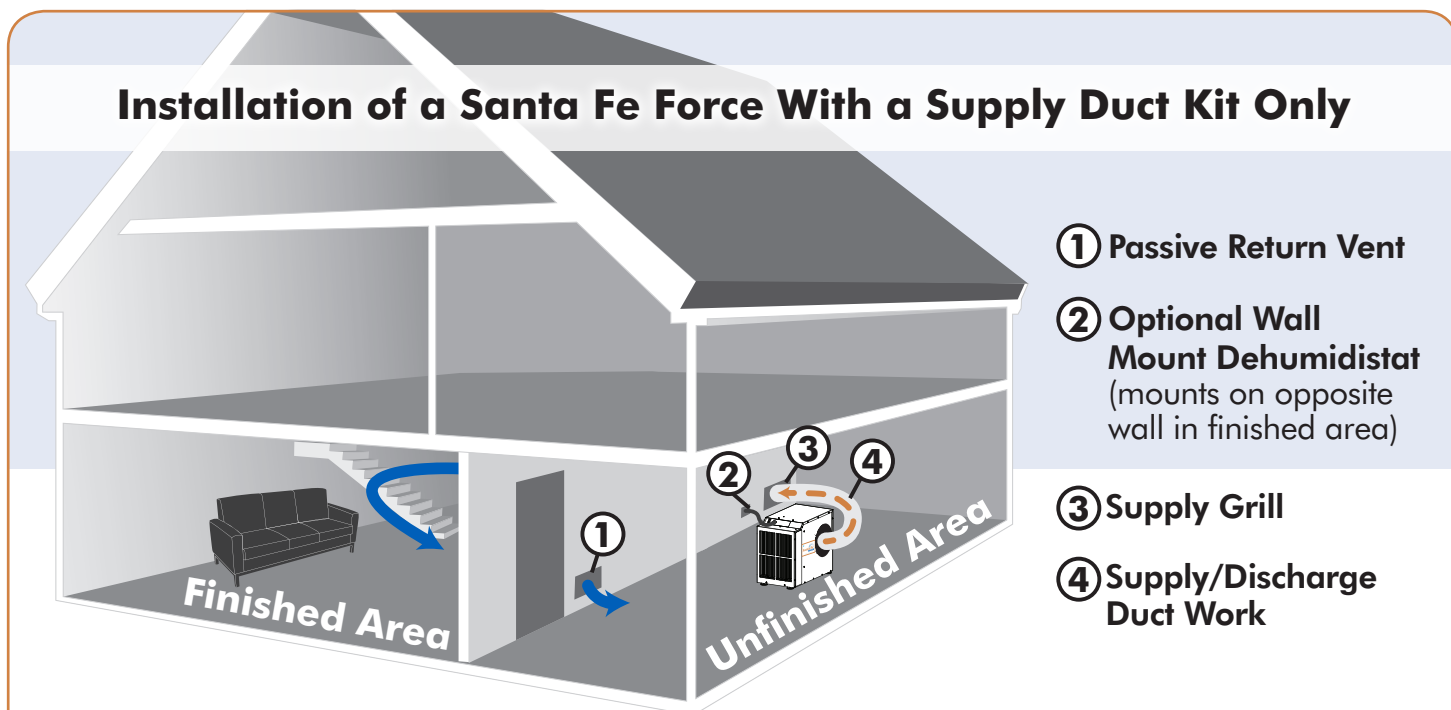 Installation of a Santa Fe Force With a Supply Duct Kit Only
1 Passive Return Vent
2 Optional Wall
Mount Dehumidistat
(mounts on opposite
wall in finished area)
3 Supply Grill
4 Supply/Discharge
Duct Work
3
4
2
1
Finished Area
Unfinished Area